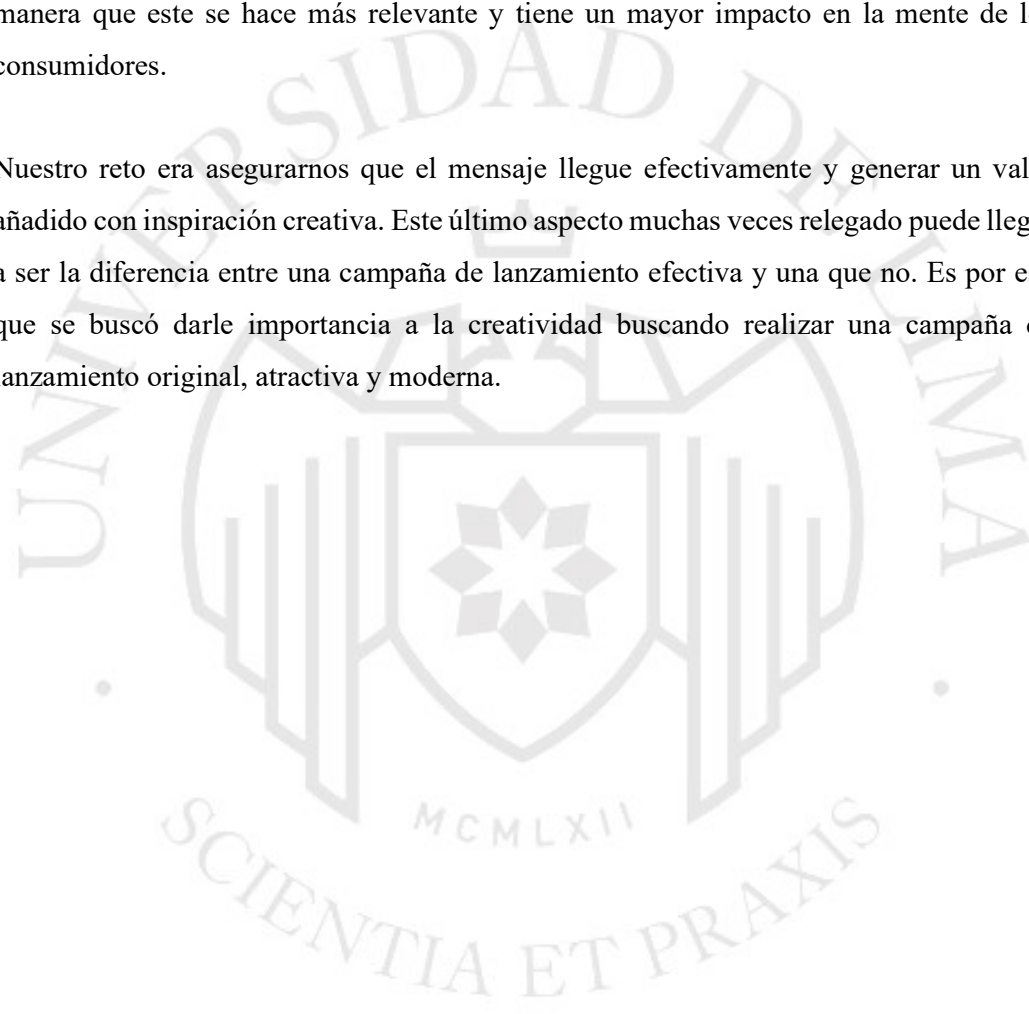 manera que este se hace más relevante y tiene un mayor impacto en la mente de l
consumidores.
Nuestro reto era asegurarnos que el mensaje llegue efectivamente y generar un val
añadido con inspiración creativa. Este último aspecto muchas veces relegado puede lleg
a ser la diferencia entre una campaña de lanzamiento efectiva y una que no. Es por e
que se buscó darle importancia a la creatividad buscando realizar una campaña
lanzamiento original, atractiva y moderna.
UNIVERSIDAD DE LIMA
MCMLXII
SCIENTIA ET PRAXIS